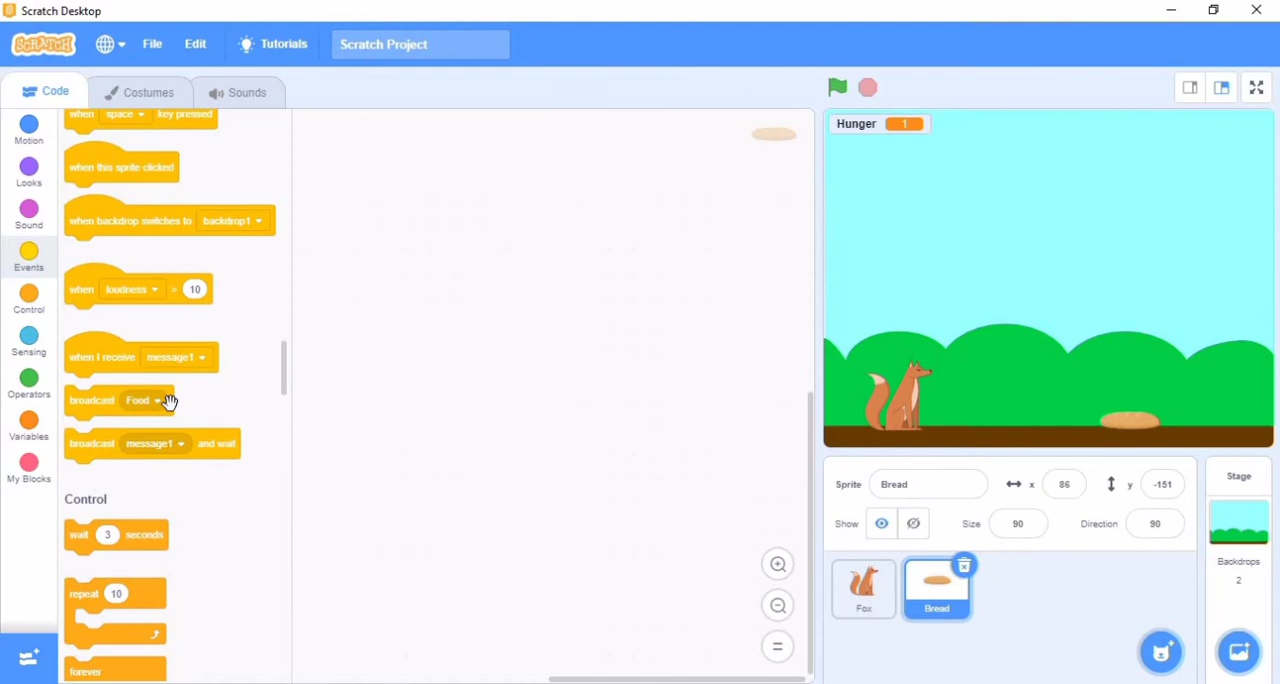 Scratch Desktop
SCRATCH File Edit Tutorials Scratch Project
Code Costumes Sounds
Motion
Looks
Sound
Events
Control
Sensing
Operators
Variables
My Blocks
when space key pressed
when this sprite clicked
when backdrop switches to backdrop1
when loudness > 10
when I receive message1
broadcast Food
broadcast message1 and wait
Control
wait 3 seconds
repeat 10
forever
Hunger 1
Sprite Bread x 86 y -151
Show Size 90 Direction 90
Fox
Bread
Stage
Backdrops
2